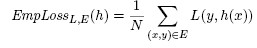 EmpLoss_{L,E}(h) = \frac{1}{N} \sum_{(x,y) \in E} L(y, h(x))